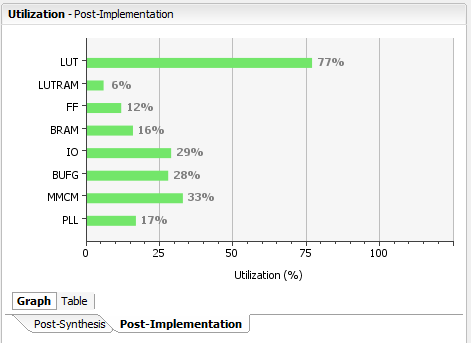 Utilization - Post-Implementation
LUT 77%
LUTRAM 6%
FF 12%
BRAM 16%
IO 29%
BUFG 28%
MMCM 33%
PLL 17%
0 25 50 75 100
Utilization (%)
Graph Table
Post-Synthesis Post-Implementation